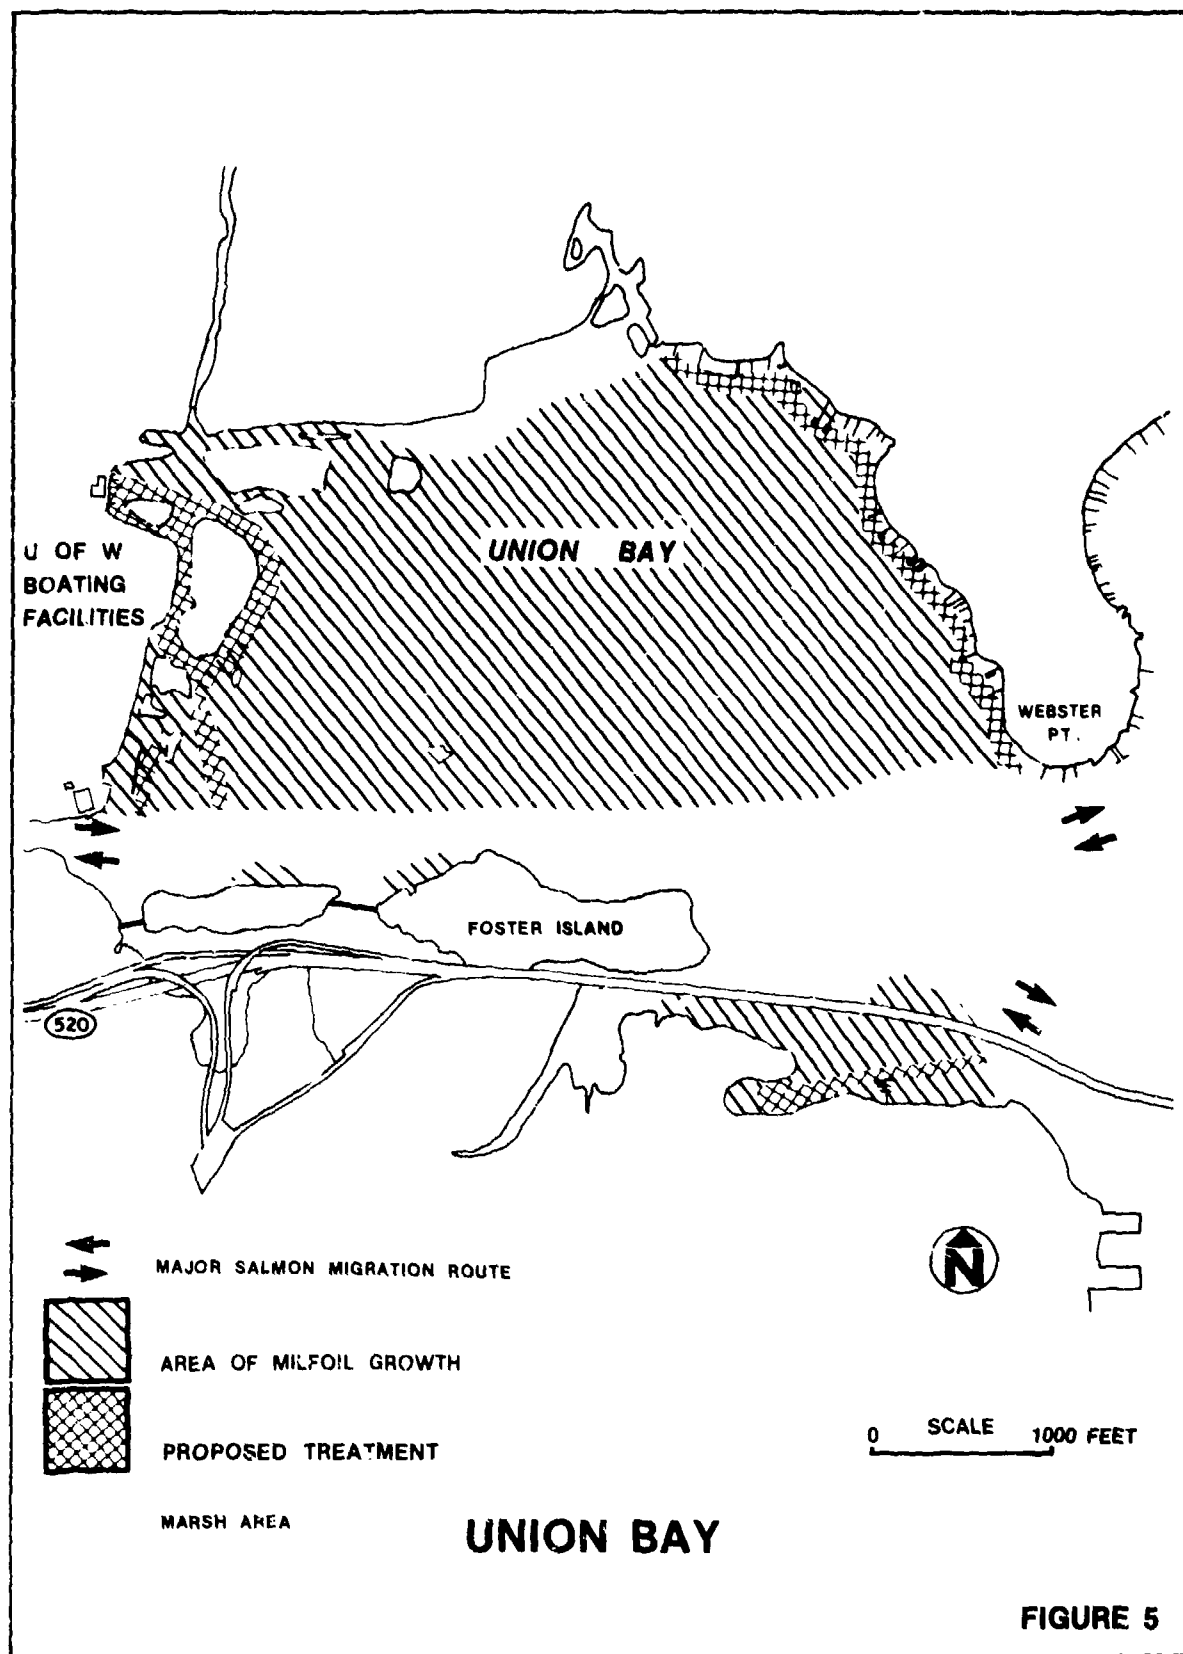 UNION BAY
U OF W
BOATING
FACILITIES
WEBSTER
PT.
FOSTER ISLAND
520
MAJOR SALMON MIGRATION ROUTE
N
AREA OF MILFOIL GROWTH
SCALE
0 1000 FEET
PROPOSED TREATMENT
MARSH AREA
UNION BAY
FIGURE 5